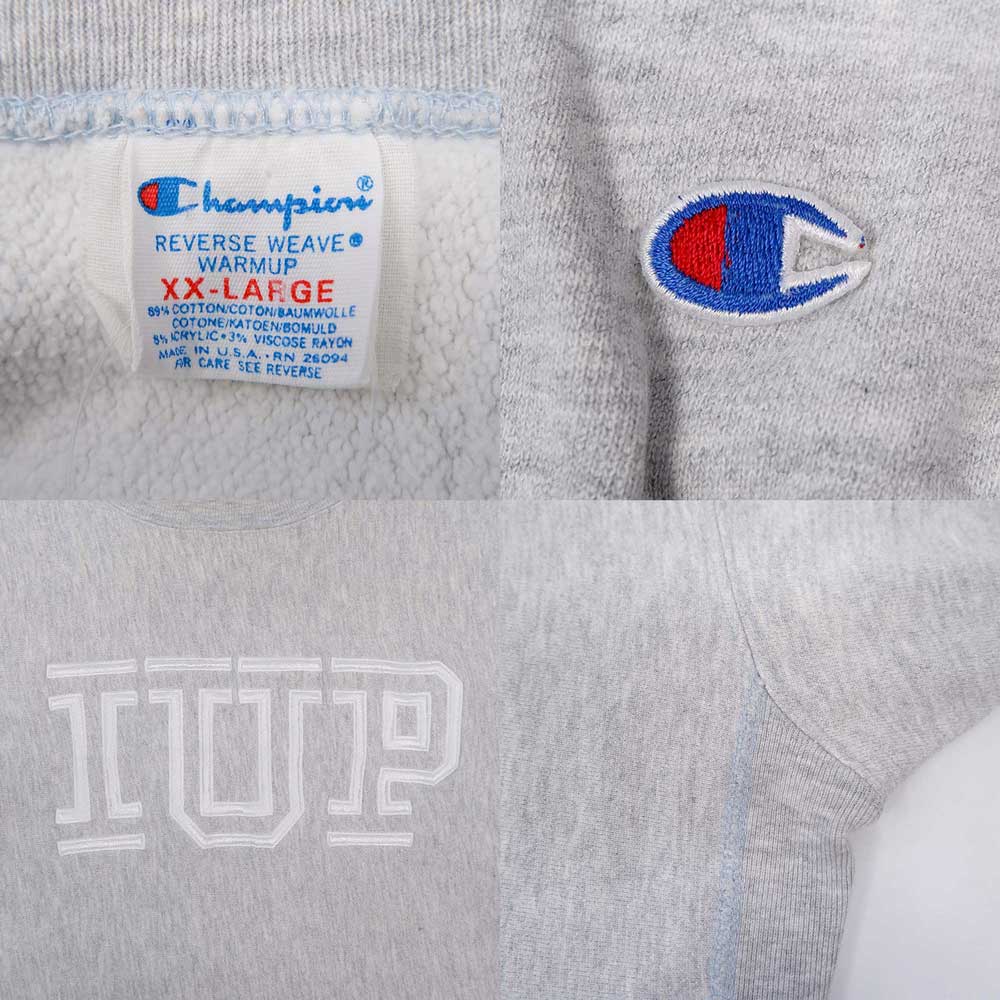 Champion®
REVERSE WEAVE®
WARMUP
XX-LARGE
89% COTTON/COTON/BAUMWOLLE
COTONE/KATOEN/BOMULD
8% ACRYLIC • 3% VISCOSE RAYON
MADE IN U.S.A. • RN 26094
AR CARE SEE REVERSE
C
IUP